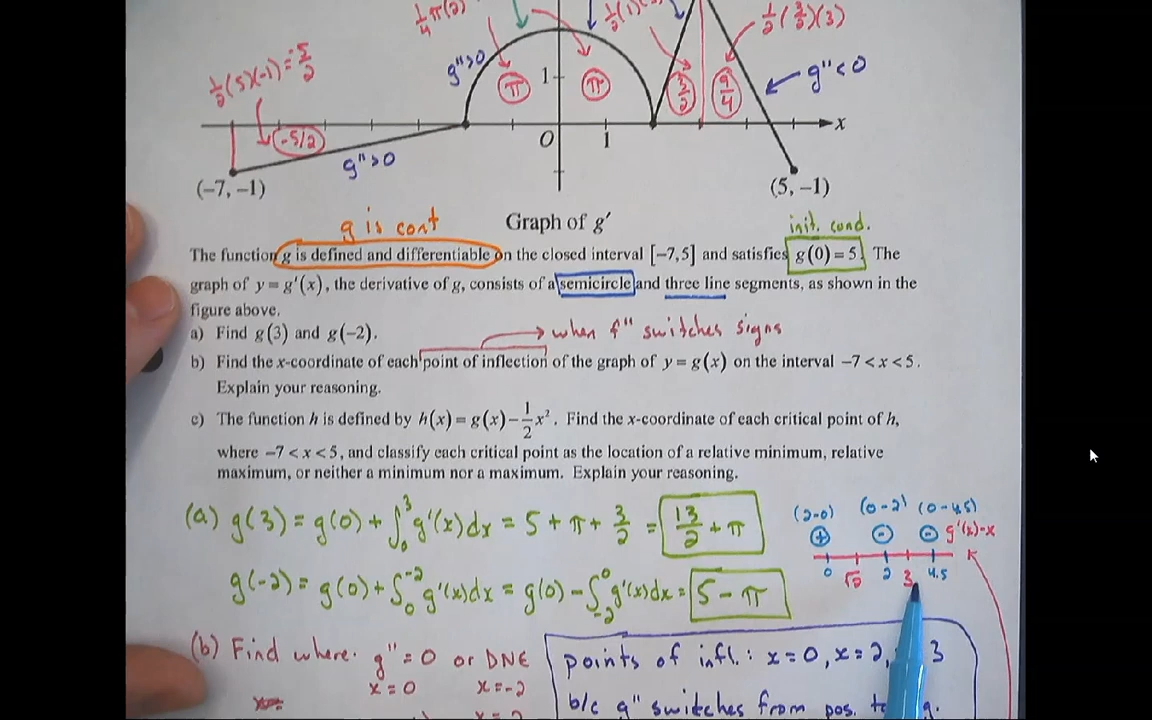 ½(5)(-1)=5/2
¼π(2)
½(1)(3)
½(3/2)(3)
g">0
π
π
3/2
9/4
g"<0
1
-5/2
g">0
0
1
x
(-7, -1)
(5, -1)
g is cont
Graph of g′
init. cond.
The function g is defined and differentiable on the closed interval [-7,5] and satisfies g(0) = 5. The
graph of y = g′(x), the derivative of g, consists of a semicircle and three line segments, as shown in the
figure above.
when f" switches signs
a) Find g(3) and g(-2).
b) Find the x-coordinate of each point of inflection of the graph of y = g(x) on the interval -7 < x < 5.
Explain your reasoning.
c) The function h is defined by h(x) = g(x) - 1/2 x². Find the x-coordinate of each critical point of h,
where -7 < x < 5, and classify each critical point as the location of a relative minimum, relative
maximum, or neither a minimum nor a maximum. Explain your reasoning.
(a) g(3) = g(0) + ∫₀³ g'(x)dx = 5 + π + 3/2 = 13/2 + π
(2-0) (0-2) (0-4.5)
+ - - g'(x)-x
0 √2 2 3 4.5
g(-2) = g(0) + ∫₀⁻² g'(x)dx = g(0) - ∫₋₂⁰ g'(x)dx = 5 - π
(b) Find where g" = 0 or DNE
x=0 x=-2
points of infl.: x=0, x=2, 3
b/c g" switches from pos. to